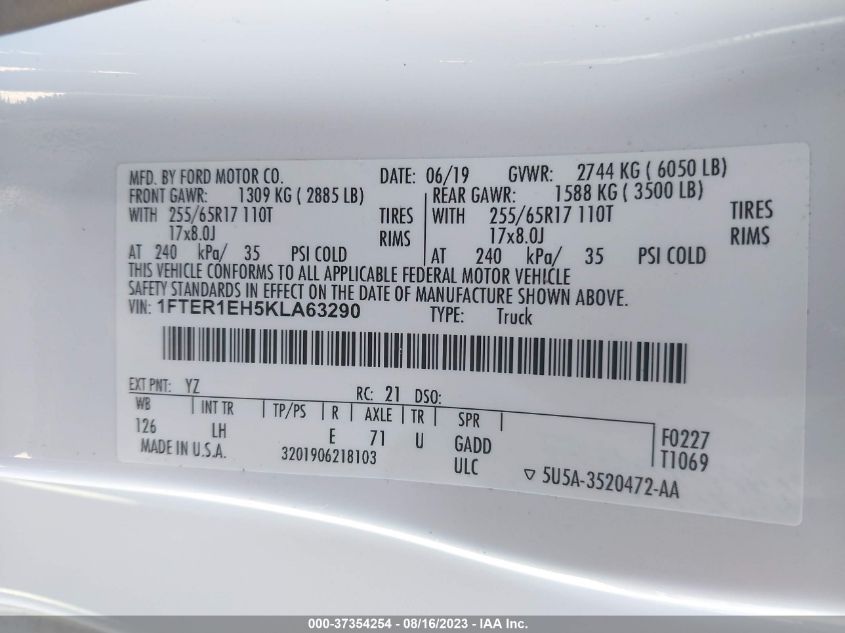 MFD. BY FORD MOTOR CO. DATE: 06/19 GVWR: 2744 KG ( 6050 LB)
FRONT GAWR: 1309 KG ( 2885 LB) REAR GAWR: 1588 KG ( 3500 LB)
WITH 255/65R17 110T TIRES WITH 255/65R17 110T TIRES
17x8.0J RIMS 17x8.0J RIMS
AT 240 kPa/ 35 PSI COLD AT 240 kPa/ 35 PSI COLD
THIS VEHICLE CONFORMS TO ALL APPLICABLE FEDERAL MOTOR VEHICLE
SAFETY STANDARDS IN EFFECT ON THE DATE OF MANUFACTURE SHOWN ABOVE.
VIN: 1FTER1EH5KLA63290 TYPE: Truck
EXT PNT: YZ RC: 21 DSO:
WB INT TR TP/PS R AXLE TR SPR
126 LH E 71 U GADD F0227
MADE IN U.S.A. 3201906218103 ULC T1069
▽ 5U5A-3520472-AA
000-37354254 - 08/16/2023 - IAA Inc.